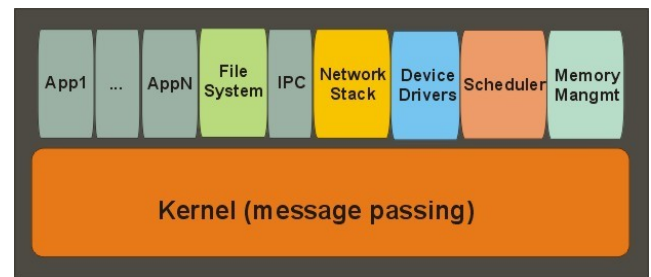 App1
...
AppN
File
System
IPC
Network
Stack
Device
Drivers
Scheduler
Memory
Mangmt
Kernel (message passing)